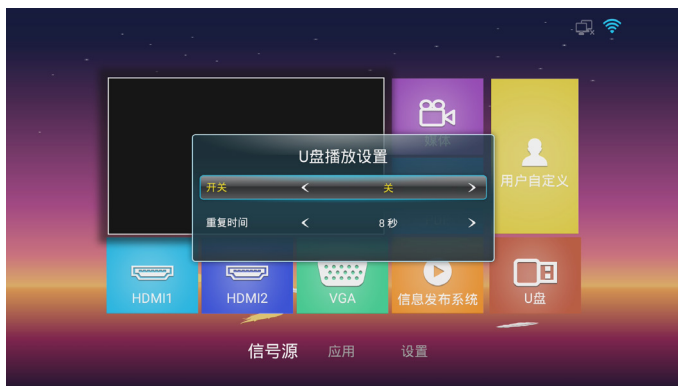 媒体
U盘播放设置
开关
关
用户自定义
重复时间
8秒
HDMI1
HDMI2
VGA
信息发布系统
U盘
信号源
应用
设置